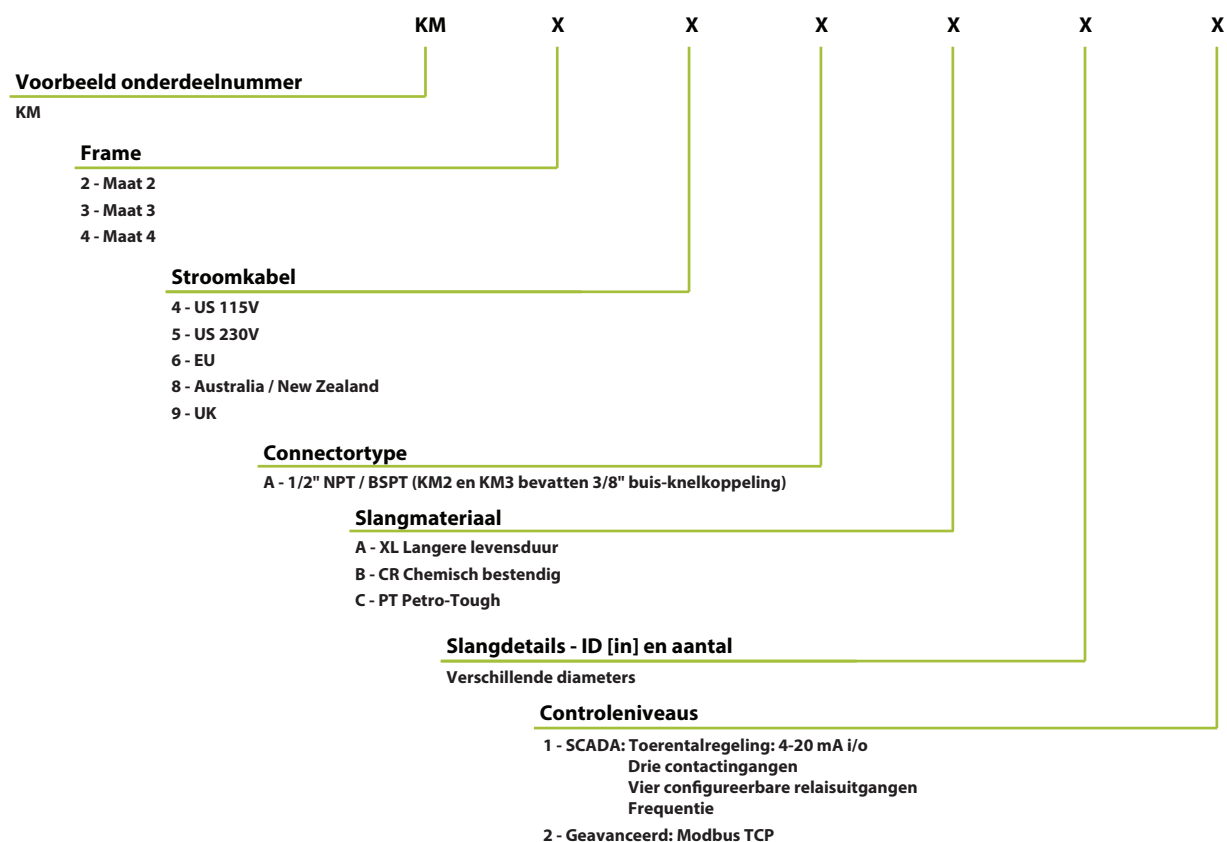 KM X X X X X X
Voorbeeld onderdeelnummer
KM
Frame
2 - Maat 2
3 - Maat 3
4 - Maat 4
Stroomkabel
4 - US 115V
5 - US 230V
6 - EU
8 - Australia / New Zealand
9 - UK
Connectortype
A - 1/2" NPT / BSPT (KM2 en KM3 bevatten 3/8" buis-knelkoppeling)
Slangmateriaal
A - XL Langere levensduur
B - CR Chemisch bestendig
C - PT Petro-Tough
Slangdetails - ID [in] en aantal
Verschillende diameters
Controleniveaus
1 - SCADA: Toerentalregeling: 4-20 mA i/o
Drie contactingangen
Vier configureerbare relaisuitgangen
Frequentie
2 - Geavanceerd: Modbus TCP